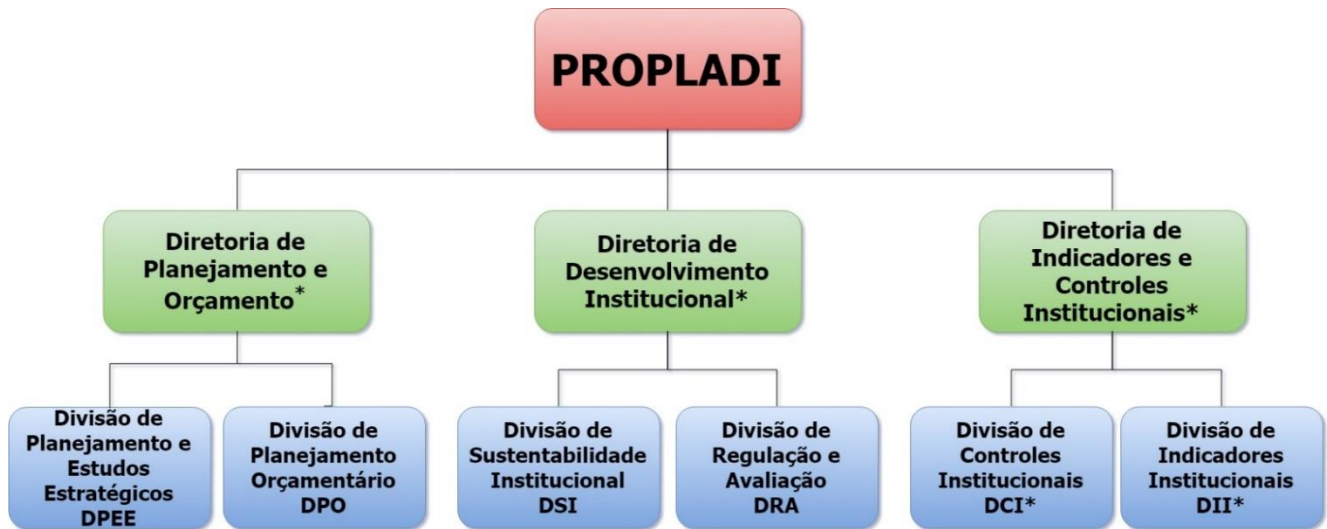 PROPLADI
Diretoria de
Planejamento e
Orçamento*
Diretoria de
Desenvolvimento
Institucional*
Diretoria de
Indicadores e
Controles
Institucionais*
Divisão de
Planejamento e
Estudos
Estratégicos
DPEE
Divisão de
Planejamento
Orçamentário
DPO
Divisão de
Sustentabilidade
Institucional
DSI
Divisão de
Regulação e
Avaliação
DRA
Divisão de
Controles
Institucionais
DCI*
Divisão de
Indicadores
Institucionais
DII*